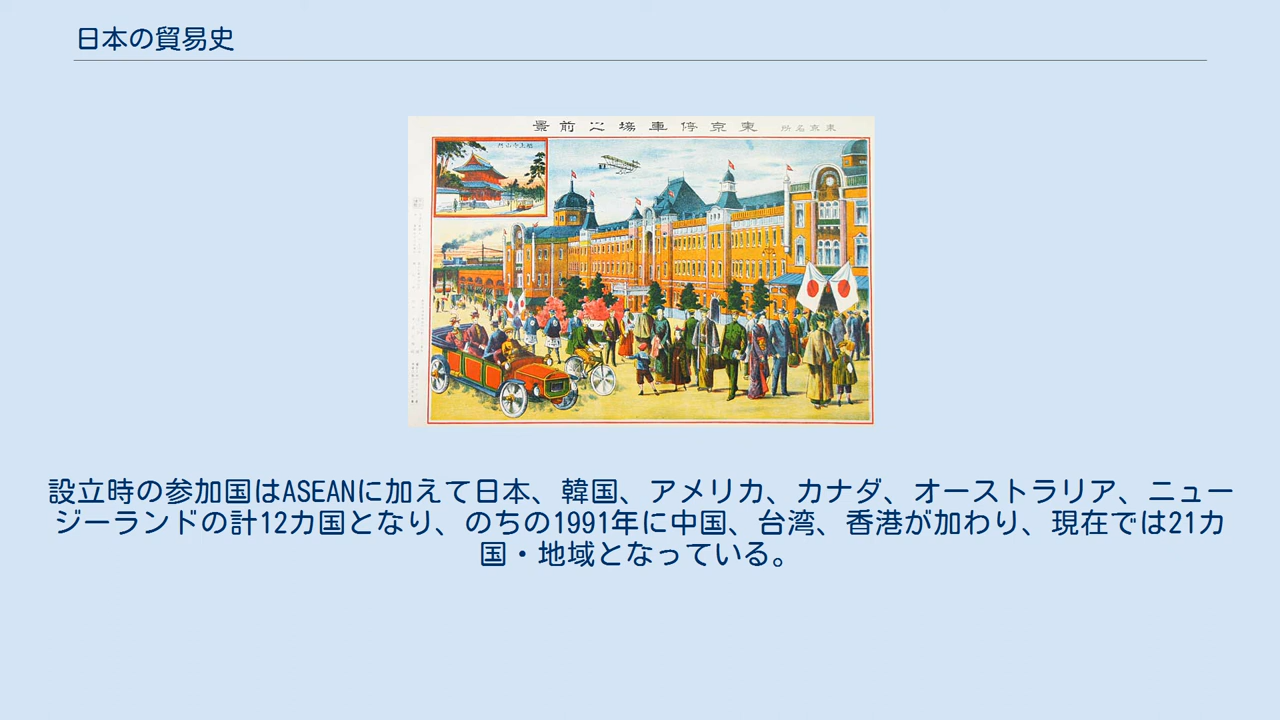 日本の貿易史
東京名所
東京停車場之前景
設立時の参加国はASEANに加えて日本、韓国、アメリカ、カナダ、オーストラリア、ニュー
ジーランドの計12カ国となり、のちの1991年に中国、台湾、香港が加わり、現在では21カ
国・地域となっている。